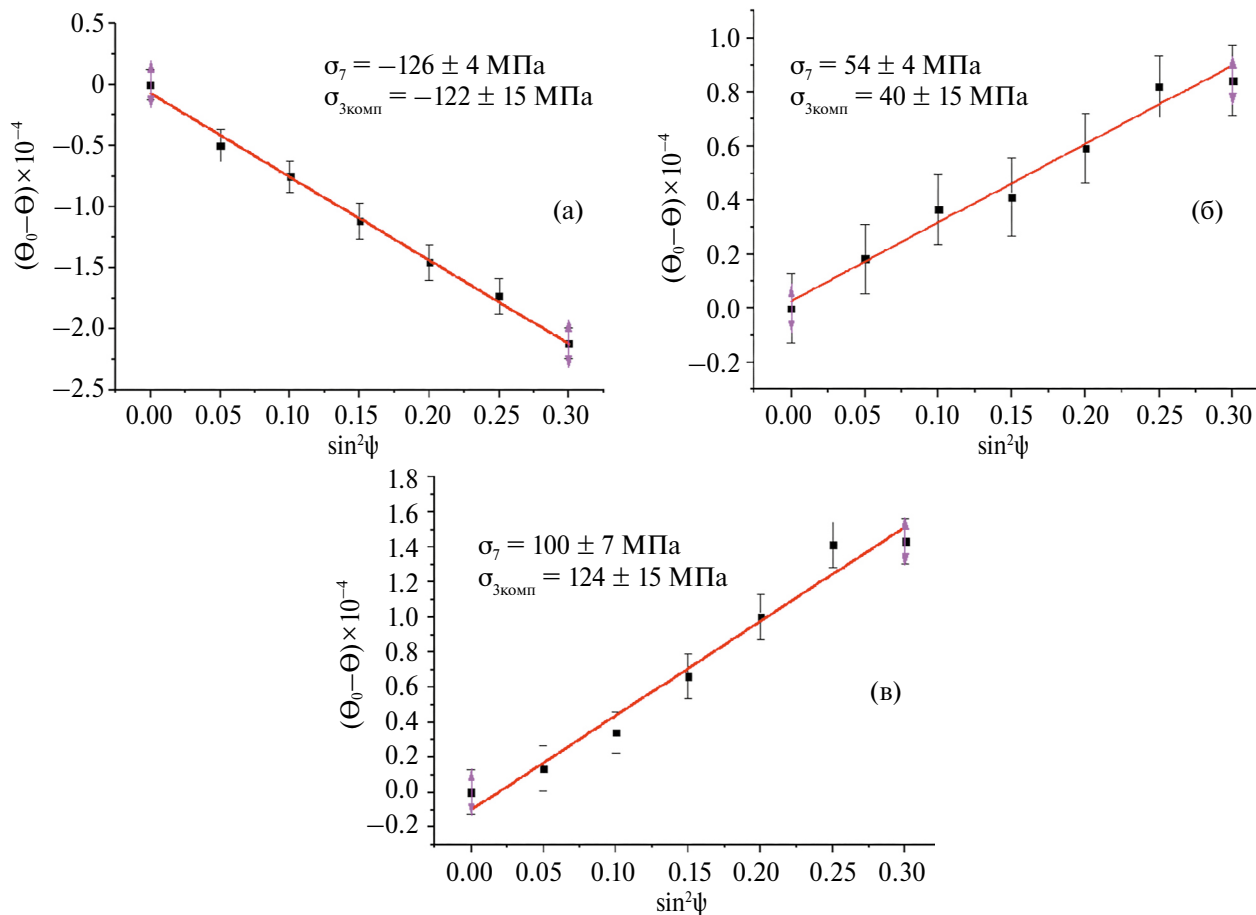 0.5
0
−0.5
−1.0
−1.5
−2.0
−2.5
(Θ₀−Θ)×10⁻⁴
σ₇ = −126 ± 4 МПа
σ₃комп = −122 ± 15 МПа
(а)
0.00 0.05 0.10 0.15 0.20 0.25 0.30
sin²ψ
1.0
0.8
0.6
0.4
0.2
0.0
−0.2
(Θ₀−Θ)×10⁻⁴
σ₇ = 54 ± 4 МПа
σ₃комп = 40 ± 15 МПа
(б)
0.00 0.05 0.10 0.15 0.20 0.25 0.30
sin²ψ
1.8
1.6
1.4
1.2
1.0
0.8
0.6
0.4
0.2
0.0
−0.2
(Θ₀−Θ)×10⁻⁴
σ₇ = 100 ± 7 МПа
σ₃комп = 124 ± 15 МПа
(в)
0.00 0.05 0.10 0.15 0.20 0.25 0.30
sin²ψ